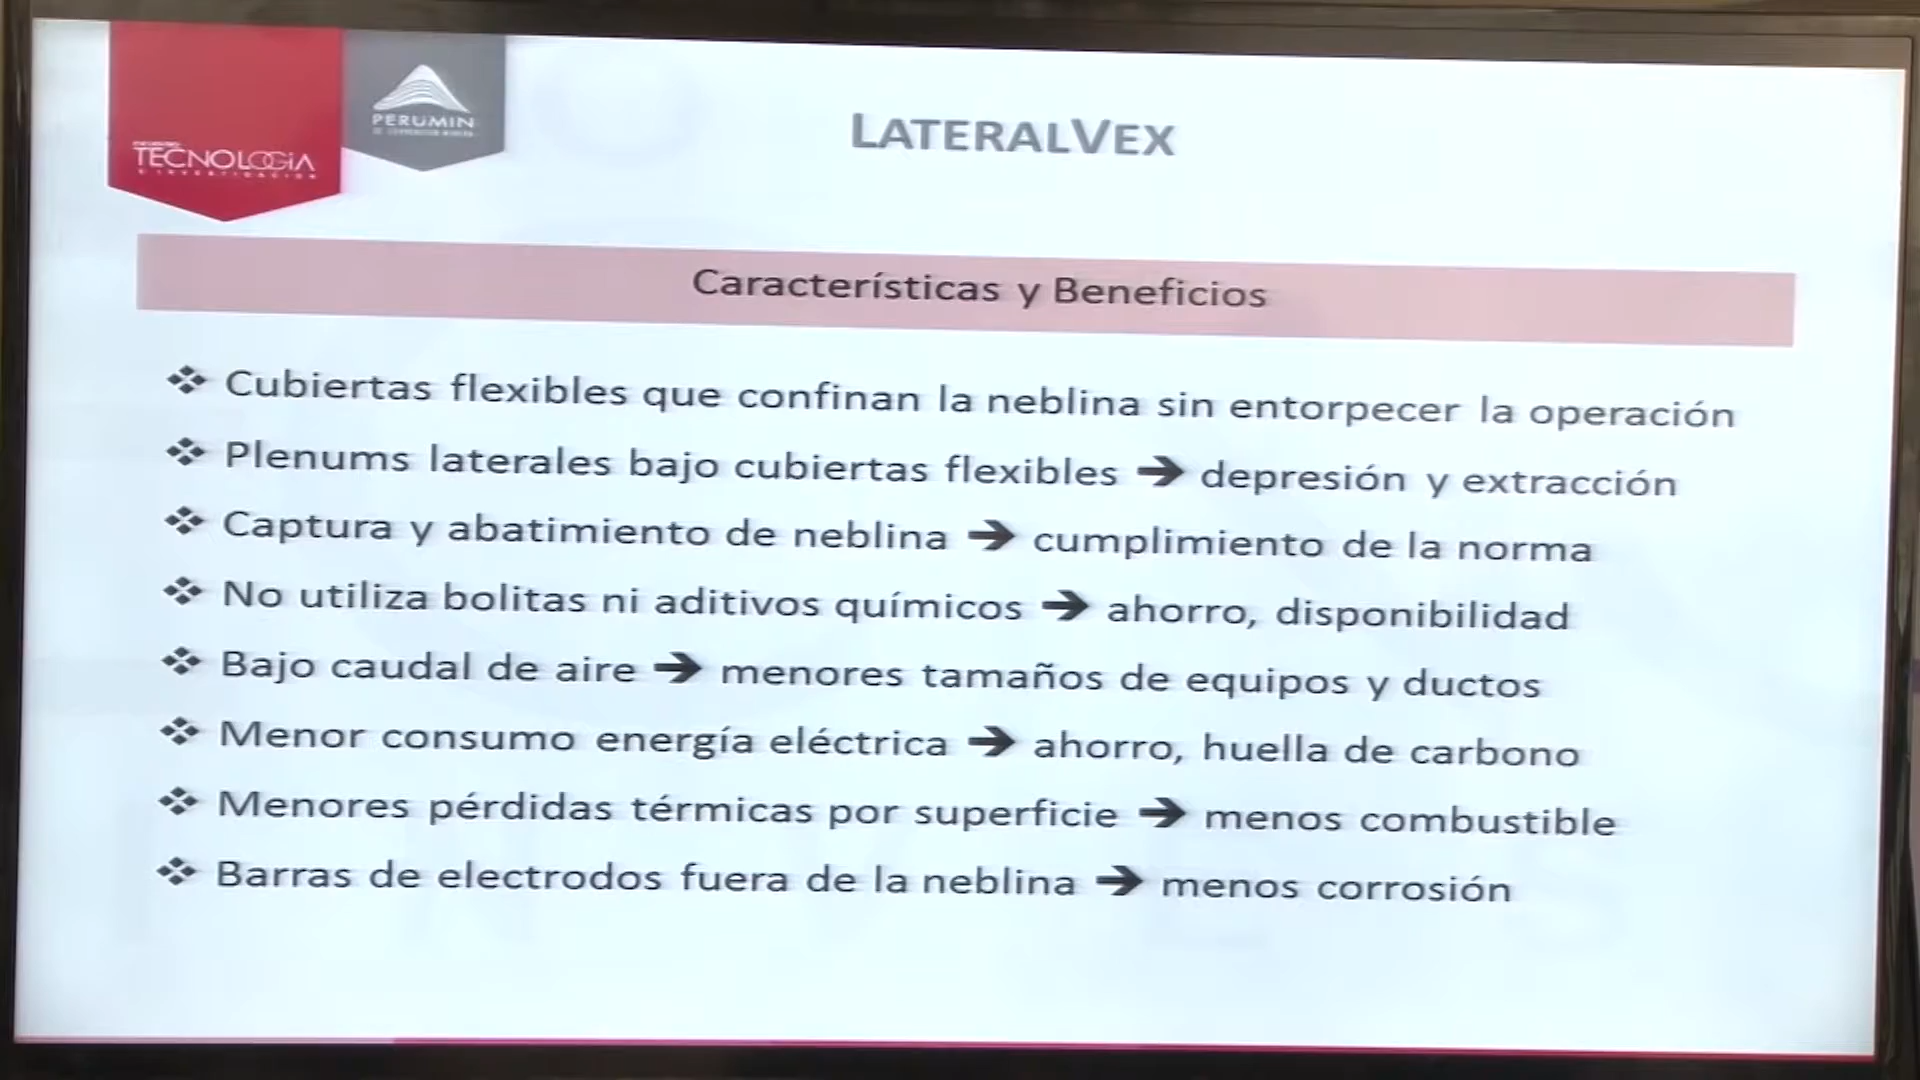 TECNOLOGÍA
PERUMIN
LATERALVEX
Características y Beneficios
❖ Cubiertas flexibles que confinan la neblina sin entorpecer la operación
❖ Plenums laterales bajo cubiertas flexibles ➔ depresión y extracción
❖ Captura y abatimiento de neblina ➔ cumplimiento de la norma
❖ No utiliza bolitas ni aditivos químicos ➔ ahorro, disponibilidad
❖ Bajo caudal de aire ➔ menores tamaños de equipos y ductos
❖ Menor consumo energía eléctrica ➔ ahorro, huella de carbono
❖ Menores pérdidas térmicas por superficie ➔ menos combustible
❖ Barras de electrodos fuera de la neblina ➔ menos corrosión